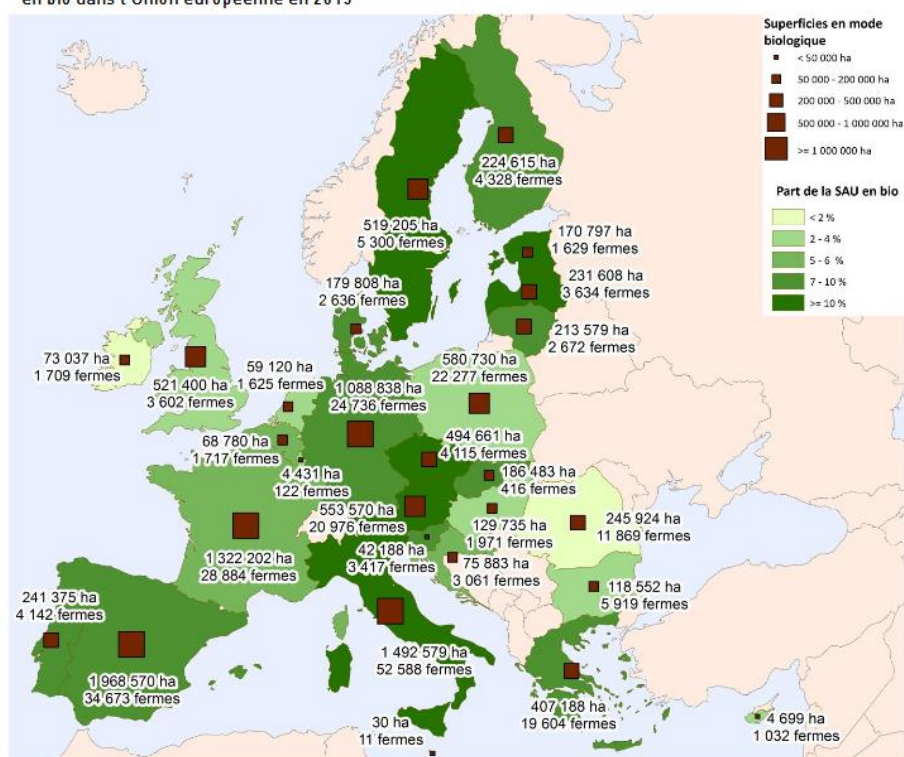 en bio dans l'Union européenne en 2015
Superficies en mode
biologique
< 50 000 ha
50 000 - 200 000 ha
200 000 - 500 000 ha
500 000 - 1 000 000 ha
>= 1 000 000 ha
Part de la SAU en bio
< 2 %
2 - 4 %
5 - 6 %
7 - 10 %
>= 10 %
224 615 ha
4 328 fermes
519 205 ha
5 300 fermes
170 797 ha
1 629 fermes
231 608 ha
3 634 fermes
179 808 ha
2 636 fermes
213 579 ha
2 672 fermes
73 037 ha
1 709 fermes
521 400 ha
3 602 fermes
59 120 ha
1 625 fermes
1 088 838 ha
24 736 fermes
580 730 ha
22 277 fermes
68 780 ha
1 717 fermes
494 661 ha
4 115 fermes
4 431 ha
122 fermes
186 483 ha
416 fermes
553 570 ha
20 976 fermes
129 735 ha
1 971 fermes
245 924 ha
11 869 fermes
1 322 202 ha
28 884 fermes
42 188 ha
3 417 fermes
75 883 ha
3 061 fermes
118 552 ha
5 919 fermes
241 375 ha
4 142 fermes
1 968 570 ha
34 673 fermes
1 492 579 ha
52 588 fermes
407 188 ha
19 604 fermes
30 ha
11 fermes
4 699 ha
1 032 fermes